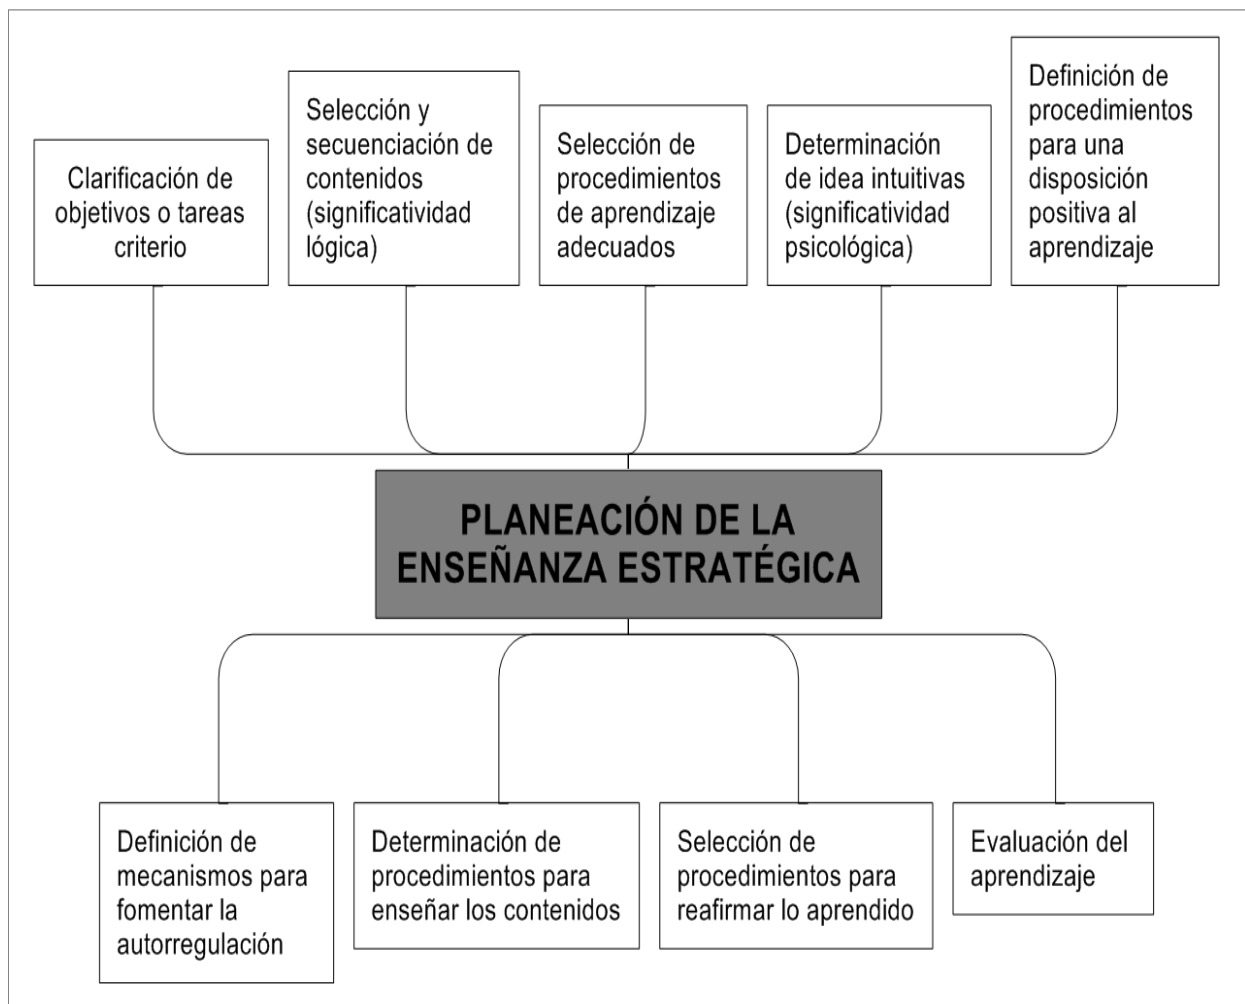 Clarificación de
objetivos o tareas
criterio
Selección y
secuenciación de
contenidos
(significatividad
lógica)
Selección de
procedimientos
de aprendizaje
adecuados
Determinación
de idea intuitivas
(significatividad
psicológica)
Definición de
procedimientos
para una
disposición
positiva al
aprendizaje
PLANEACIÓN DE LA
ENSEÑANZA ESTRATÉGICA
Definición de
mecanismos para
fomentar la
autorregulación
Determinación de
procedimientos para
enseñar los contenidos
Selección de
procedimientos para
reafirmar lo aprendido
Evaluación del
aprendizaje